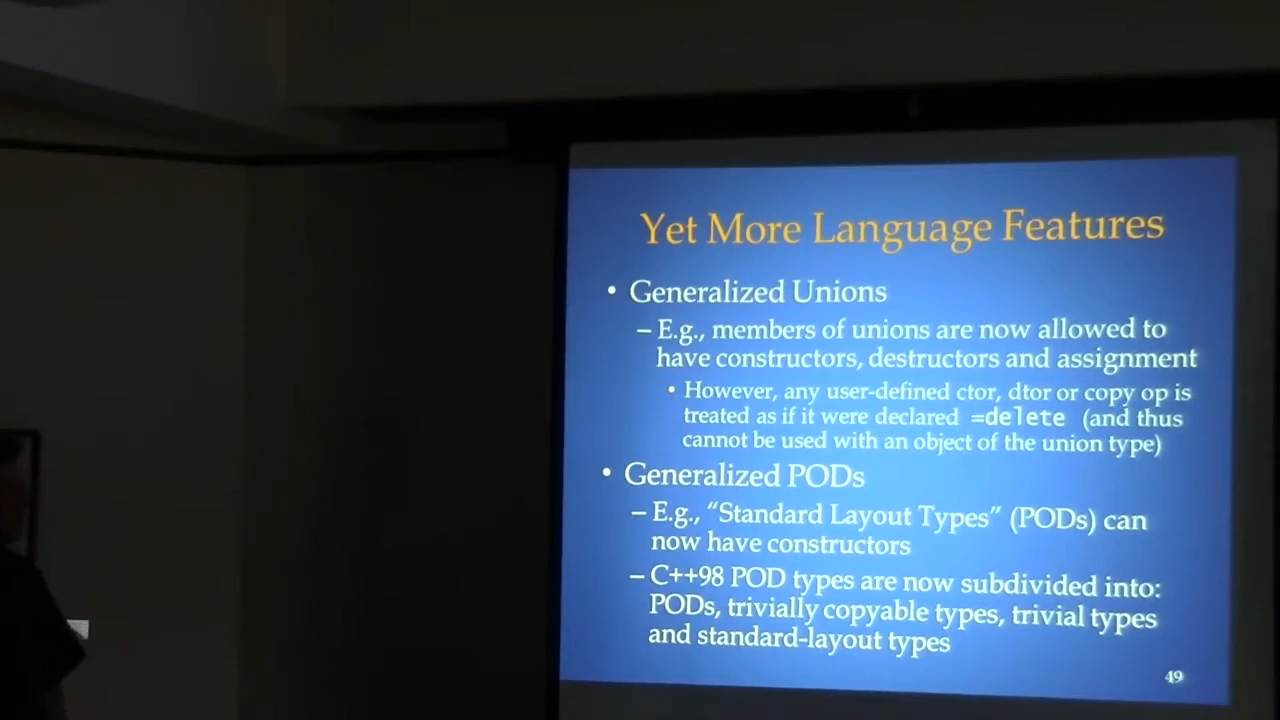 Yet More Language Features
• Generalized Unions
– E.g., members of unions are now allowed to
have constructors, destructors and assignment
• However, any user-defined ctor, dtor or copy op is
treated as if it were declared =delete (and thus
cannot be used with an object of the union type)
• Generalized PODs
– E.g., “Standard Layout Types” (PODs) can
now have constructors
– C++98 POD types are now subdivided into:
PODs, trivially copyable types, trivial types
and standard-layout types
49